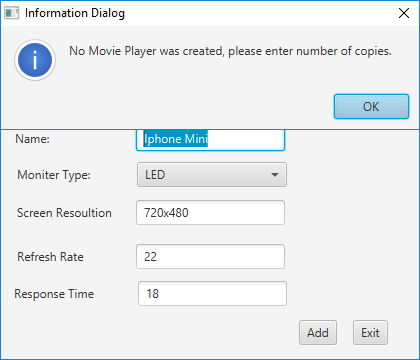 Information Dialog
No Movie Player was created, please enter number of copies.
OK
Name: Iphone Mini
Moniter Type: LED
Screen Resoultion 720x480
Refresh Rate 22
Response Time 18
Add Exit